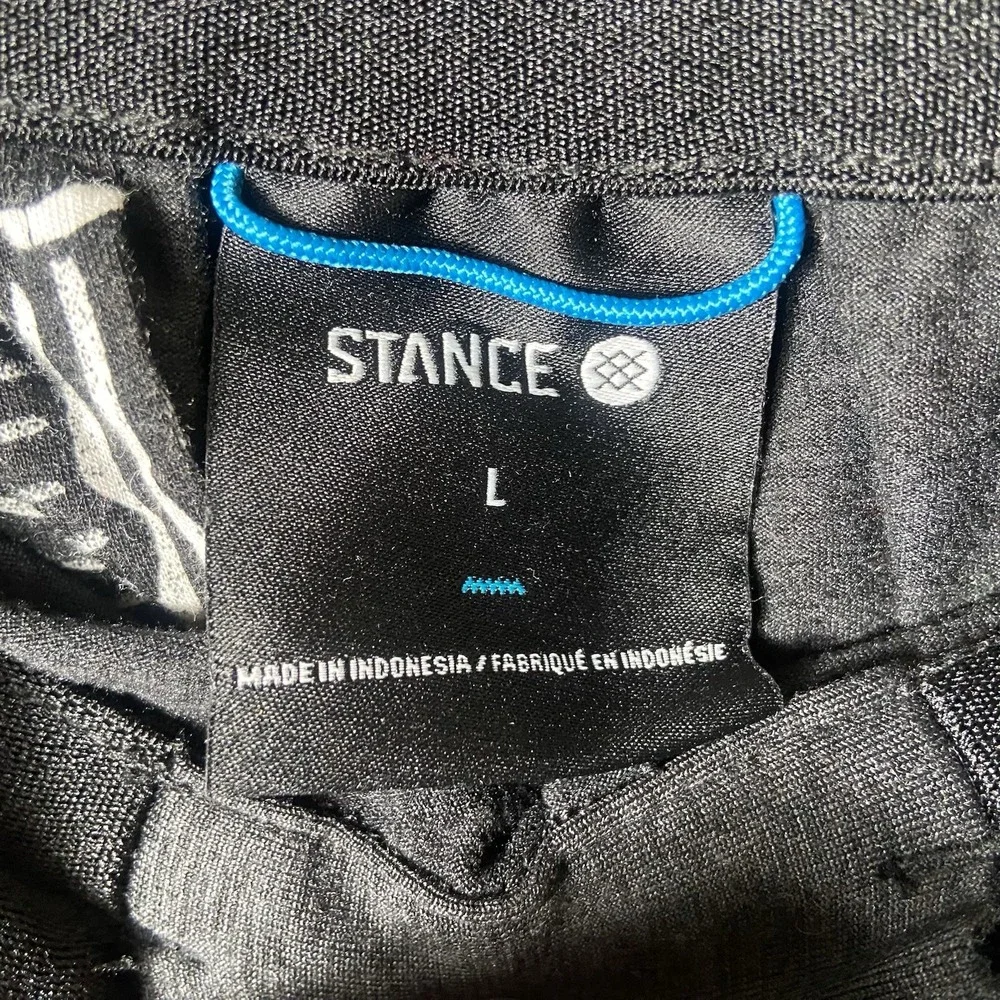 STANCE
L
MADE IN INDONESIA / FABRIQUÉ EN INDONÉSIE